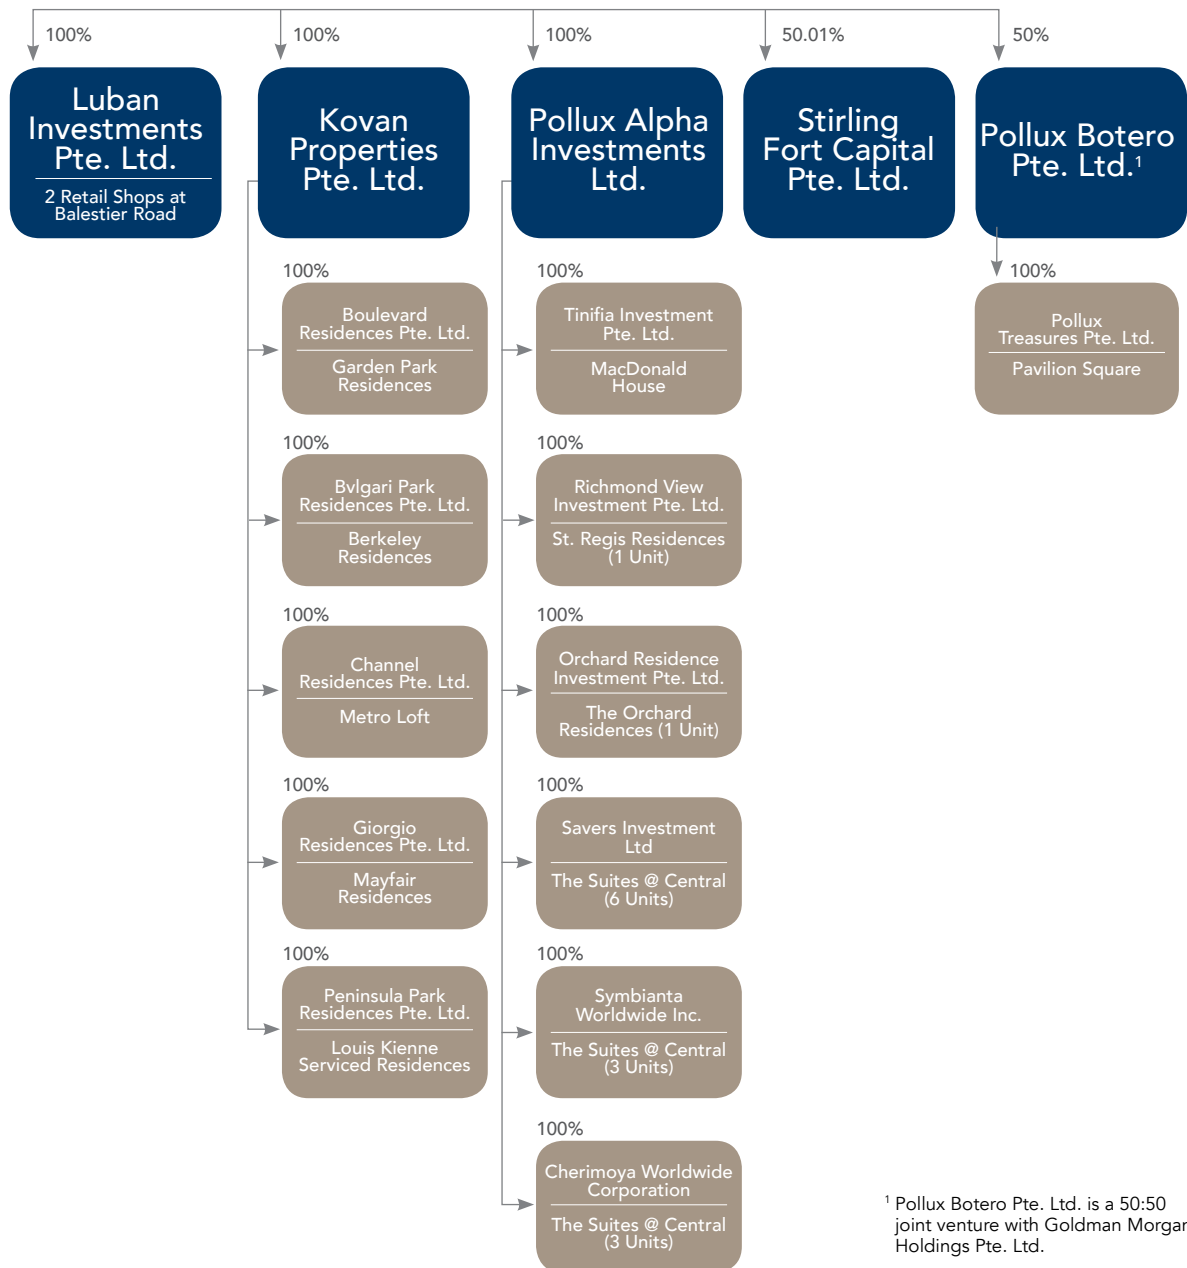 100%
100%
100%
50.01%
50%
Luban
Investments
Pte. Ltd.
2 Retail Shops at
Balestier Road
Kovan
Properties
Pte. Ltd.
Pollux Alpha
Investments
Ltd.
Stirling
Fort Capital
Pte. Ltd.
Pollux Botero
Pte. Ltd.¹
100%
Boulevard
Residences Pte. Ltd.
Garden Park
Residences
100%
Bvlgari Park
Residences Pte. Ltd.
Berkeley
Residences
100%
Channel
Residences Pte. Ltd.
Metro Loft
100%
Giorgio
Residences Pte. Ltd.
Mayfair
Residences
100%
Peninsula Park
Residences Pte. Ltd.
Louis Kienne
Serviced Residences
100%
Tinifia Investment
Pte. Ltd.
MacDonald
House
100%
Richmond View
Investment Pte. Ltd.
St. Regis Residences
(1 Unit)
100%
Orchard Residence
Investment Pte. Ltd.
The Orchard
Residences (1 Unit)
100%
Savers Investment
Ltd
The Suites @ Central
(6 Units)
100%
Symbianta
Worldwide Inc.
The Suites @ Central
(3 Units)
100%
Cherimoya Worldwide
Corporation
The Suites @ Central
(3 Units)
100%
Pollux
Treasures Pte. Ltd.
Pavilion Square
¹ Pollux Botero Pte. Ltd. is a 50:50
joint venture with Goldman Morgan
Holdings Pte. Ltd.